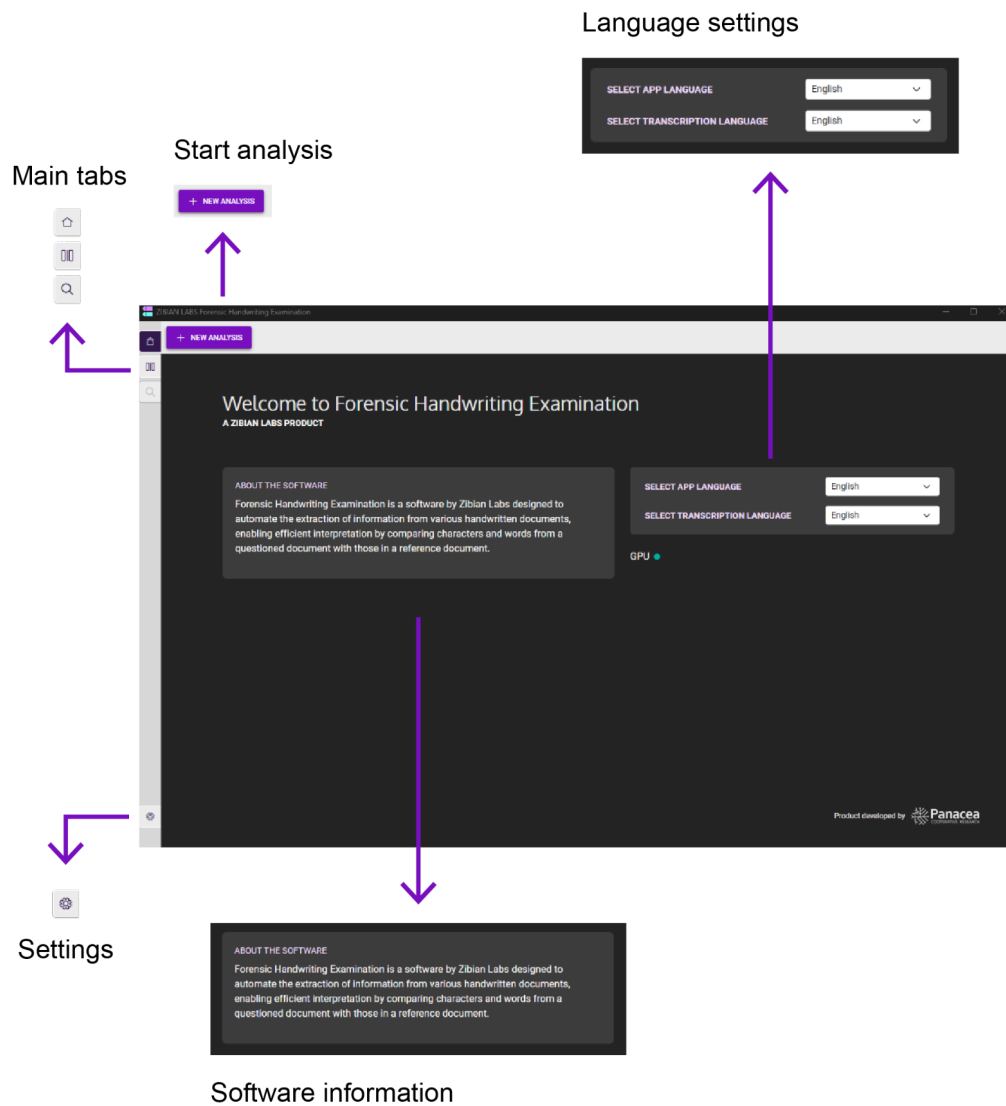 Language settings
SELECT APP LANGUAGE
English
SELECT TRANSCRIPTION LANGUAGE
English
Start analysis
Main tabs
+ NEW ANALYSIS
ZIBIAN LABS Forensic Handwriting Examination
+ NEW ANALYSIS
Welcome to Forensic Handwriting Examination
A ZIBIAN LABS PRODUCT
ABOUT THE SOFTWARE
Forensic Handwriting Examination is a software by Zibian Labs designed to
automate the extraction of information from various handwritten documents,
enabling efficient interpretation by comparing characters and words from a
questioned document with those in a reference document.
SELECT APP LANGUAGE
English
SELECT TRANSCRIPTION LANGUAGE
English
GPU
Product developed by
Panacea
COOPERATIVE RESEARCH
Settings
ABOUT THE SOFTWARE
Forensic Handwriting Examination is a software by Zibian Labs designed to
automate the extraction of information from various handwritten documents,
enabling efficient interpretation by comparing characters and words from a
questioned document with those in a reference document.
Software information